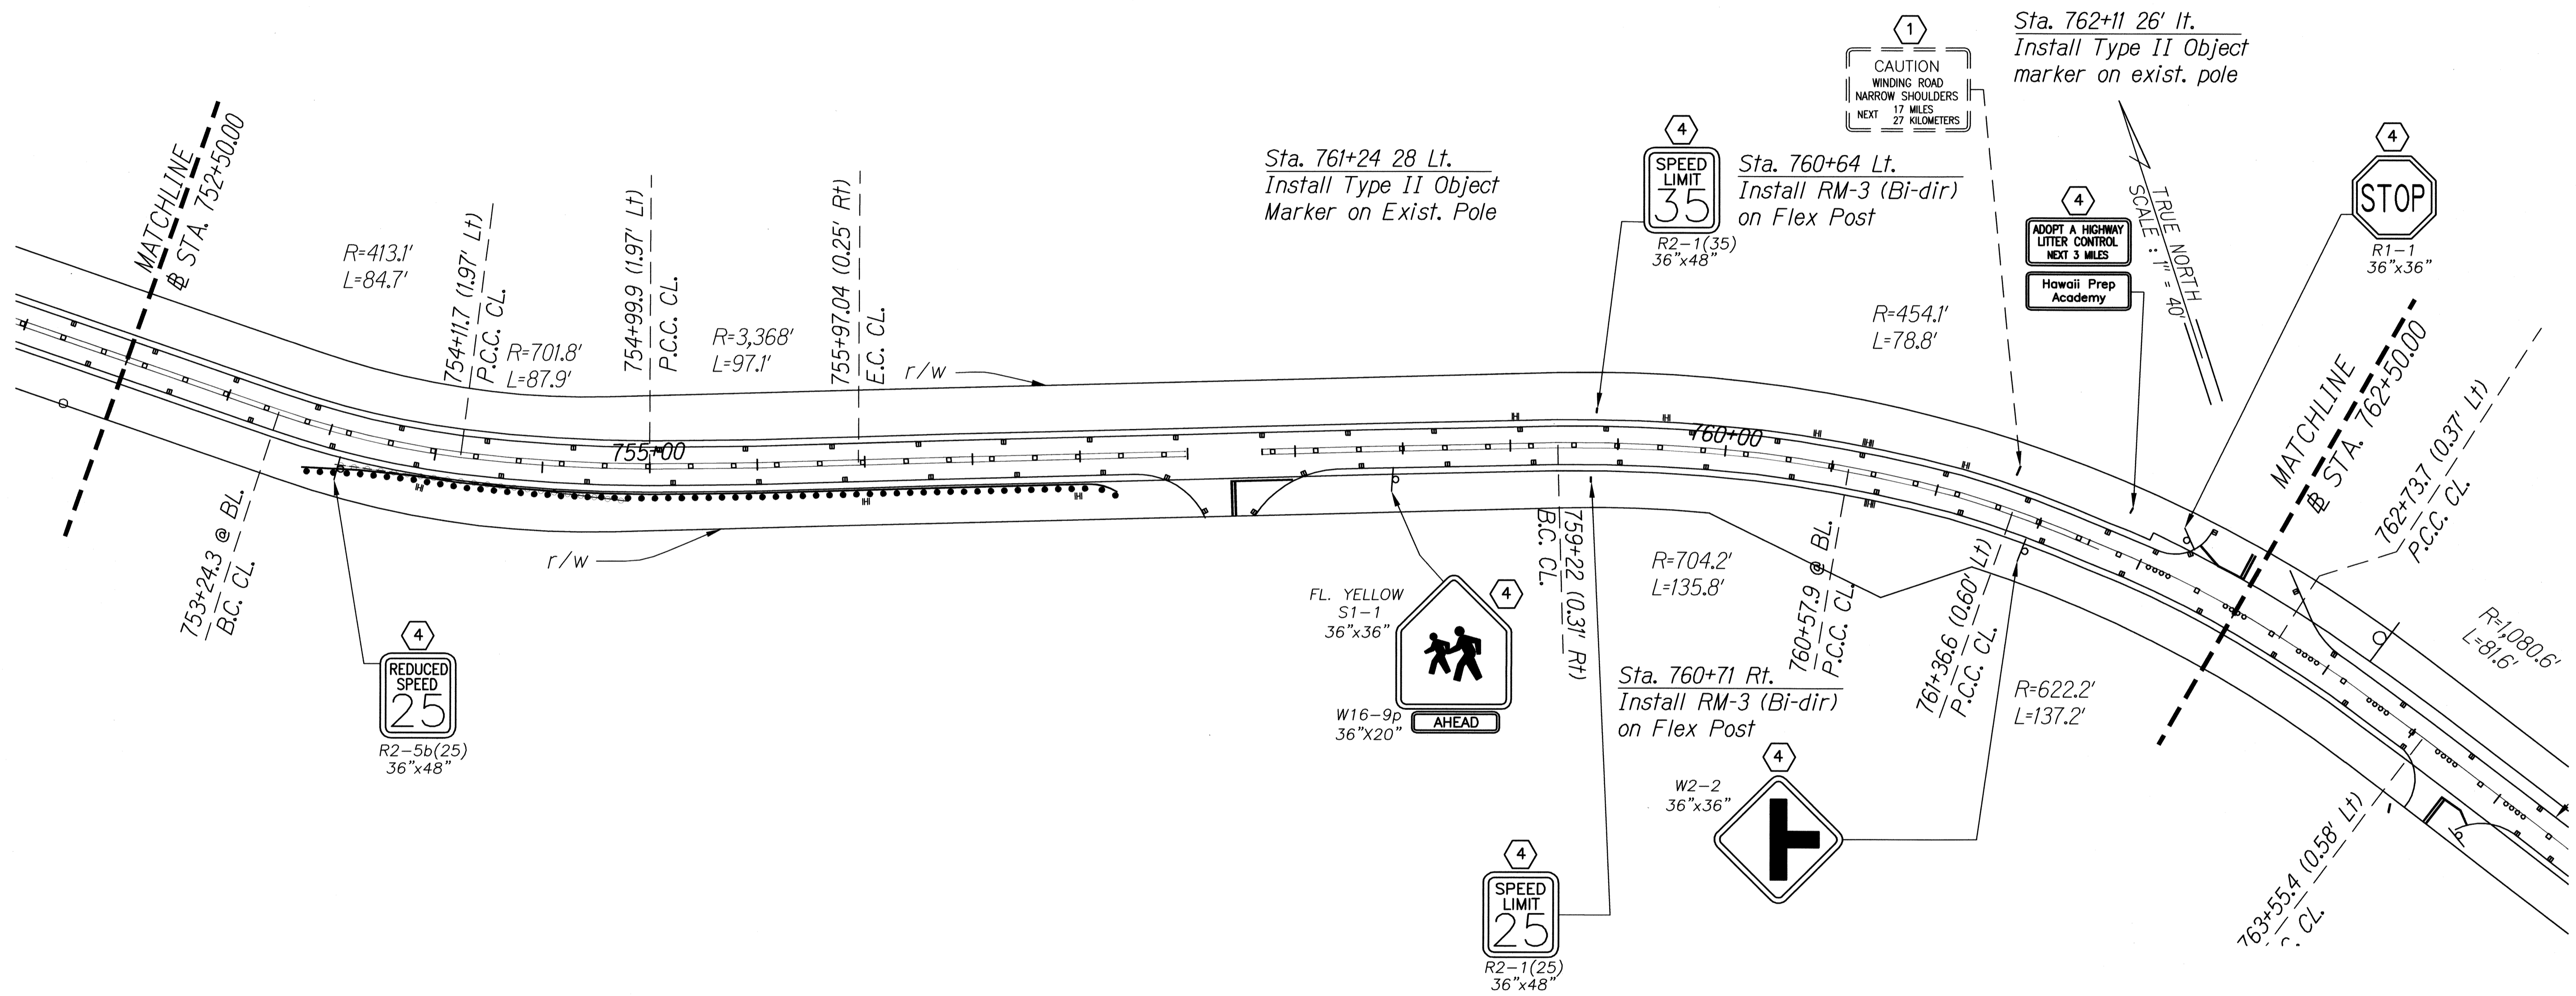 MATCHLINE
BL STA. 752+50.00
R=413.1'
L=84.7'
754+11.7 (1.97' Lt)
P.C.C. CL.
R=701.8'
L=87.9'
754+99.9 (1.97' Lt)
P.C.C. CL.
R=3,368'
L=97.1'
755+97.04 (0.25' Rt)
E.C. CL.
r/w
Sta. 761+24 28 Lt.
Install Type II Object
Marker on Exist. Pole
4
SPEED
LIMIT
35
R2-1(35)
36"x48"
Sta. 760+64 Lt.
Install RM-3 (Bi-dir)
on Flex Post
1
CAUTION
WINDING ROAD
NARROW SHOULDERS
NEXT 17 MILES
27 KILOMETERS
Sta. 762+11 26' lt.
Install Type II Object
marker on exist. pole
R=454.1'
L=78.8'
4
ADOPT A HIGHWAY
LITTER CONTROL
NEXT 3 MILES
Hawaii Prep
Academy
TRUE NORTH
SCALE : 1" = 40'
4
STOP
R1-1
36"x36"
MATCHLINE
BL STA. 762+50.00
762+73.7 (0.37' Lt)
P.C.C. CL.
R=1,080.6'
L=81.6'
755+00
760+00
753+24.3 @ BL.
B.C. CL.
r/w
4
REDUCED
SPEED
25
R2-5b(25)
36"x48"
FL. YELLOW
S1-1
36"x36"
4
W16-9p
36"X20"
AHEAD
759+22 (0.31' Rt)
B.C. CL.
R=704.2'
L=135.8'
760+57.9 @ BL.
P.C.C. CL.
Sta. 760+71 Rt.
Install RM-3 (Bi-dir)
on Flex Post
761+36.6 (0.60' Lt)
P.C.C. CL.
R=622.2'
L=137.2'
4
W2-2
36"x36"
4
SPEED
LIMIT
25
R2-1(25)
36"x48"
763+55.4 (0.58' Lt)
C. CL.